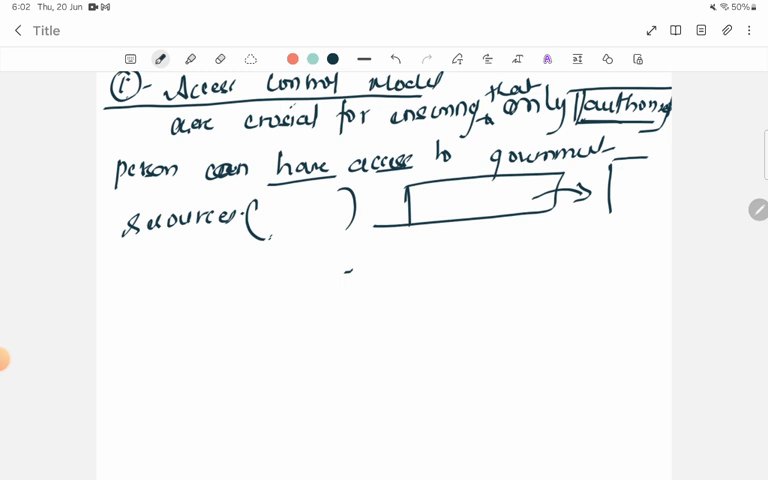 6:02 Thu, 20 Jun 50%
Title
(i)- Access Control Model
are crucial for ensuring that only authority
person can have access to government
resources.( )